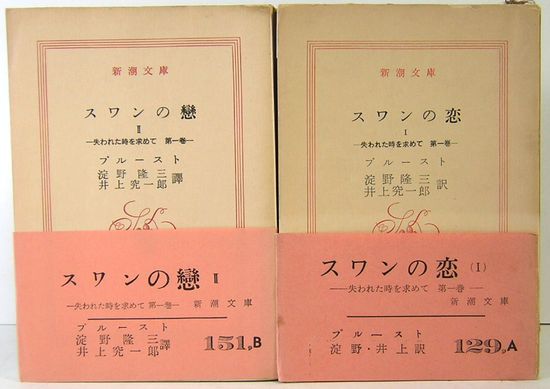 新潮文庫
スワンの戀
Ⅱ
―失われた時を求めて 第一巻―
プルースト
淀野隆三
井上究一郎 譯
スワンの戀 Ⅱ
―失われた時を求めて 第一巻― 新潮文庫
プルースト
淀野隆三
井上究一郎 譯
151,B
新潮文庫
スワンの恋
Ⅰ
―失われた時を求めて 第一巻―
プルースト
淀野隆三
井上究一郎 訳
スワンの恋 (Ⅰ)
―失われた時を求めて 第一巻―
新潮文庫
プルースト
淀野・井上訳 129,A